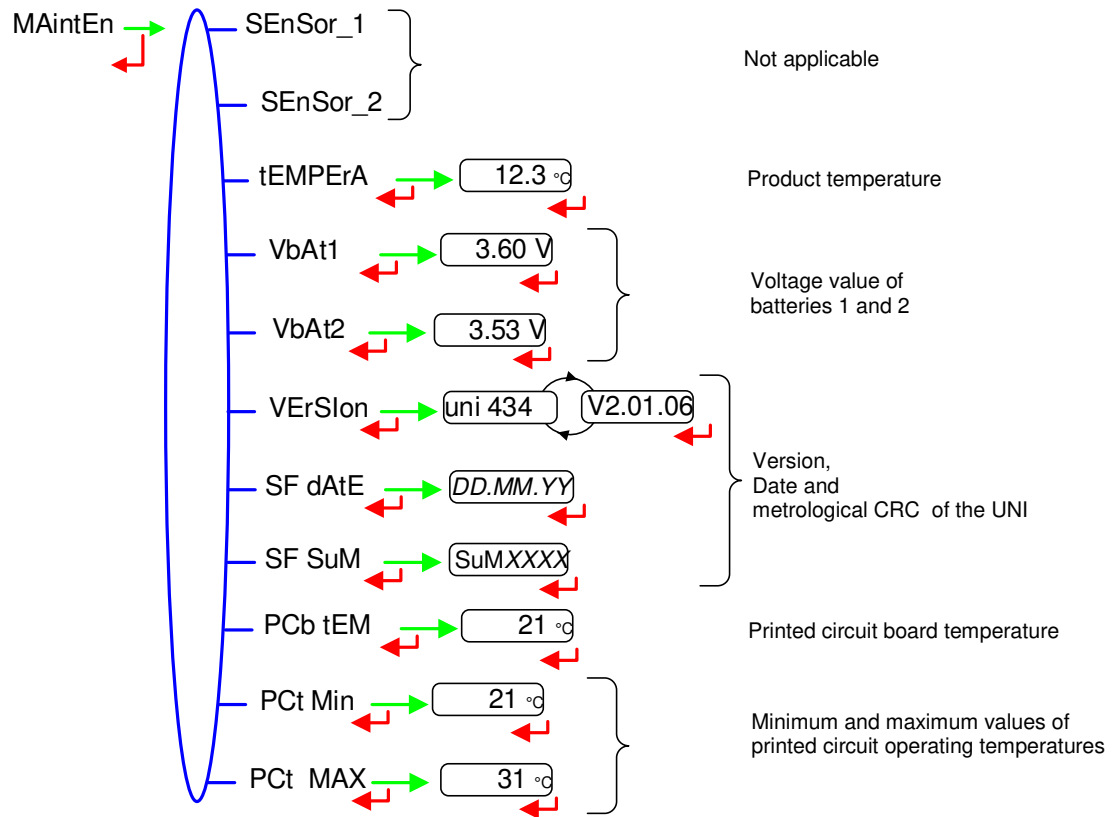 MAintEn
SEnSor_1
SEnSor_2
Not applicable
tEMPErA
12.3 °C
Product temperature
VbAt1
3.60 V
VbAt2
3.53 V
Voltage value of
batteries 1 and 2
VErSIon
uni 434
V2.01.06
SF dAtE
DD.MM.YY
SF SuM
SuMXXXX
Version,
Date and
metrological CRC of the UNI
PCb tEM
21 °C
Printed circuit board temperature
PCt Min
21 °C
PCt MAX
31 °C
Minimum and maximum values of
printed circuit operating temperatures